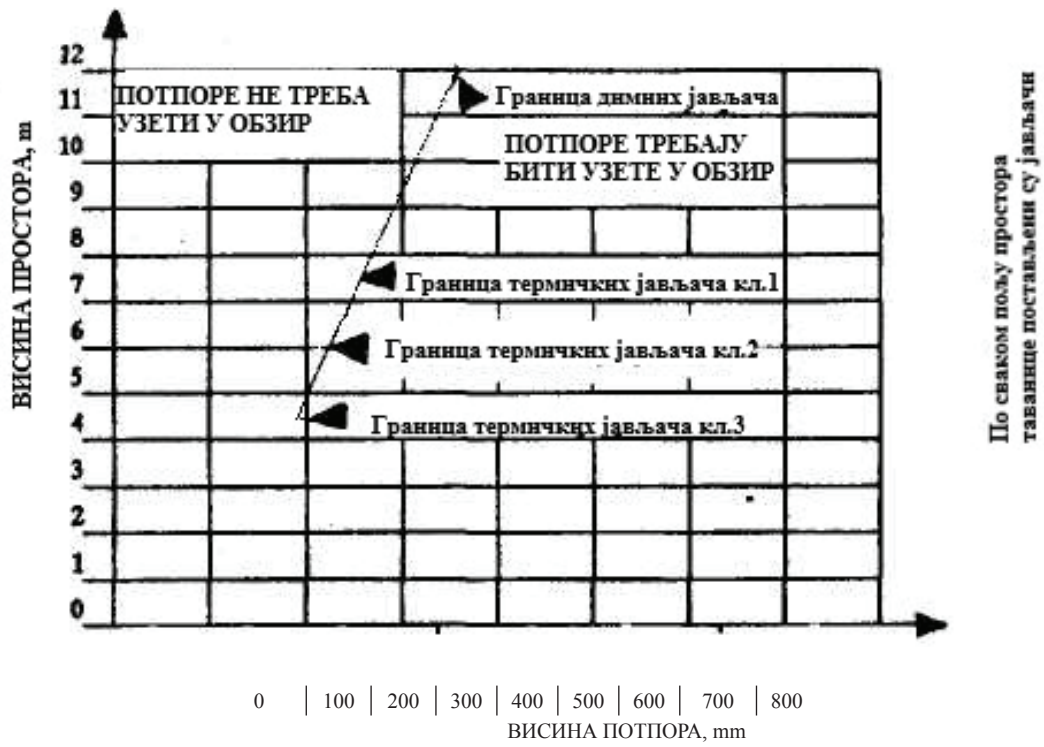 12
11
10
9
8
7
6
5
4
3
2
1
0
ВИСИНА ПРОСТОРА, m
ПОТПОРЕ НЕ ТРЕБА
УЗЕТИ У ОБЗИР
Граница димних јављача
ПОТПОРЕ ТРЕБАЈУ
БИТИ УЗЕТЕ У ОБЗИР
Граница термичких јављача кл.1
Граница термичких јављача кл.2
Граница термичких јављача кл.3
По сваком пољу простора
таванице постављени су јављачи
0 | 100 | 200 | 300 | 400 | 500 | 600 | 700 | 800
ВИСИНА ПОТПОРА, mm